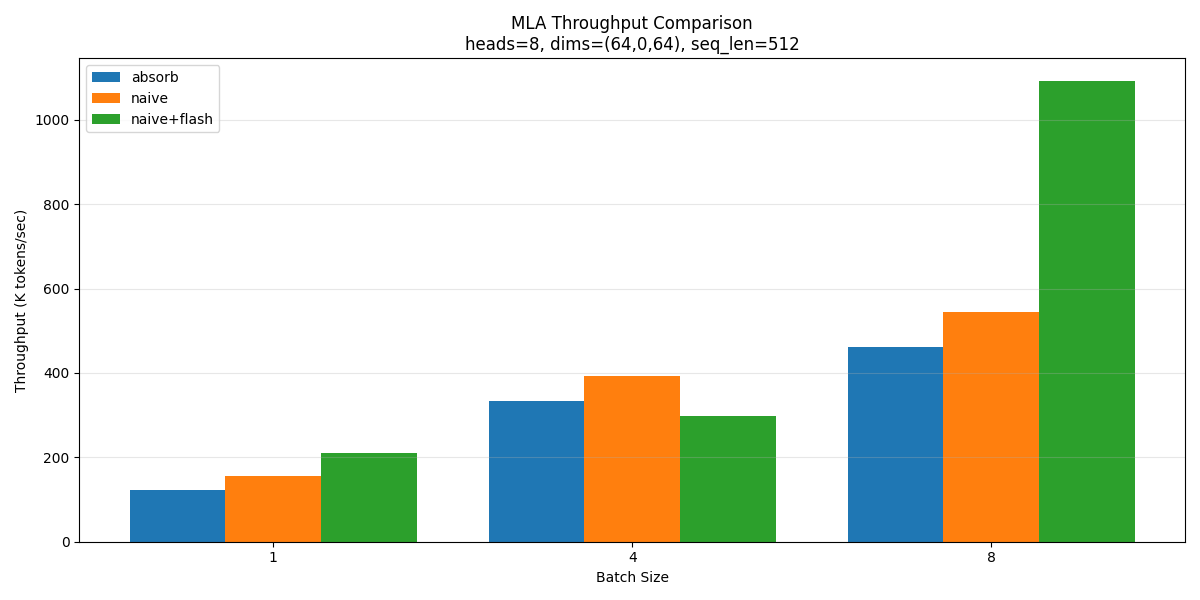 MLA Throughput Comparison
heads=8, dims=(64,0,64), seq_len=512
absorb
naive
naive+flash
Throughput (K tokens/sec)
1000
800
600
400
200
0
1 4 8
Batch Size